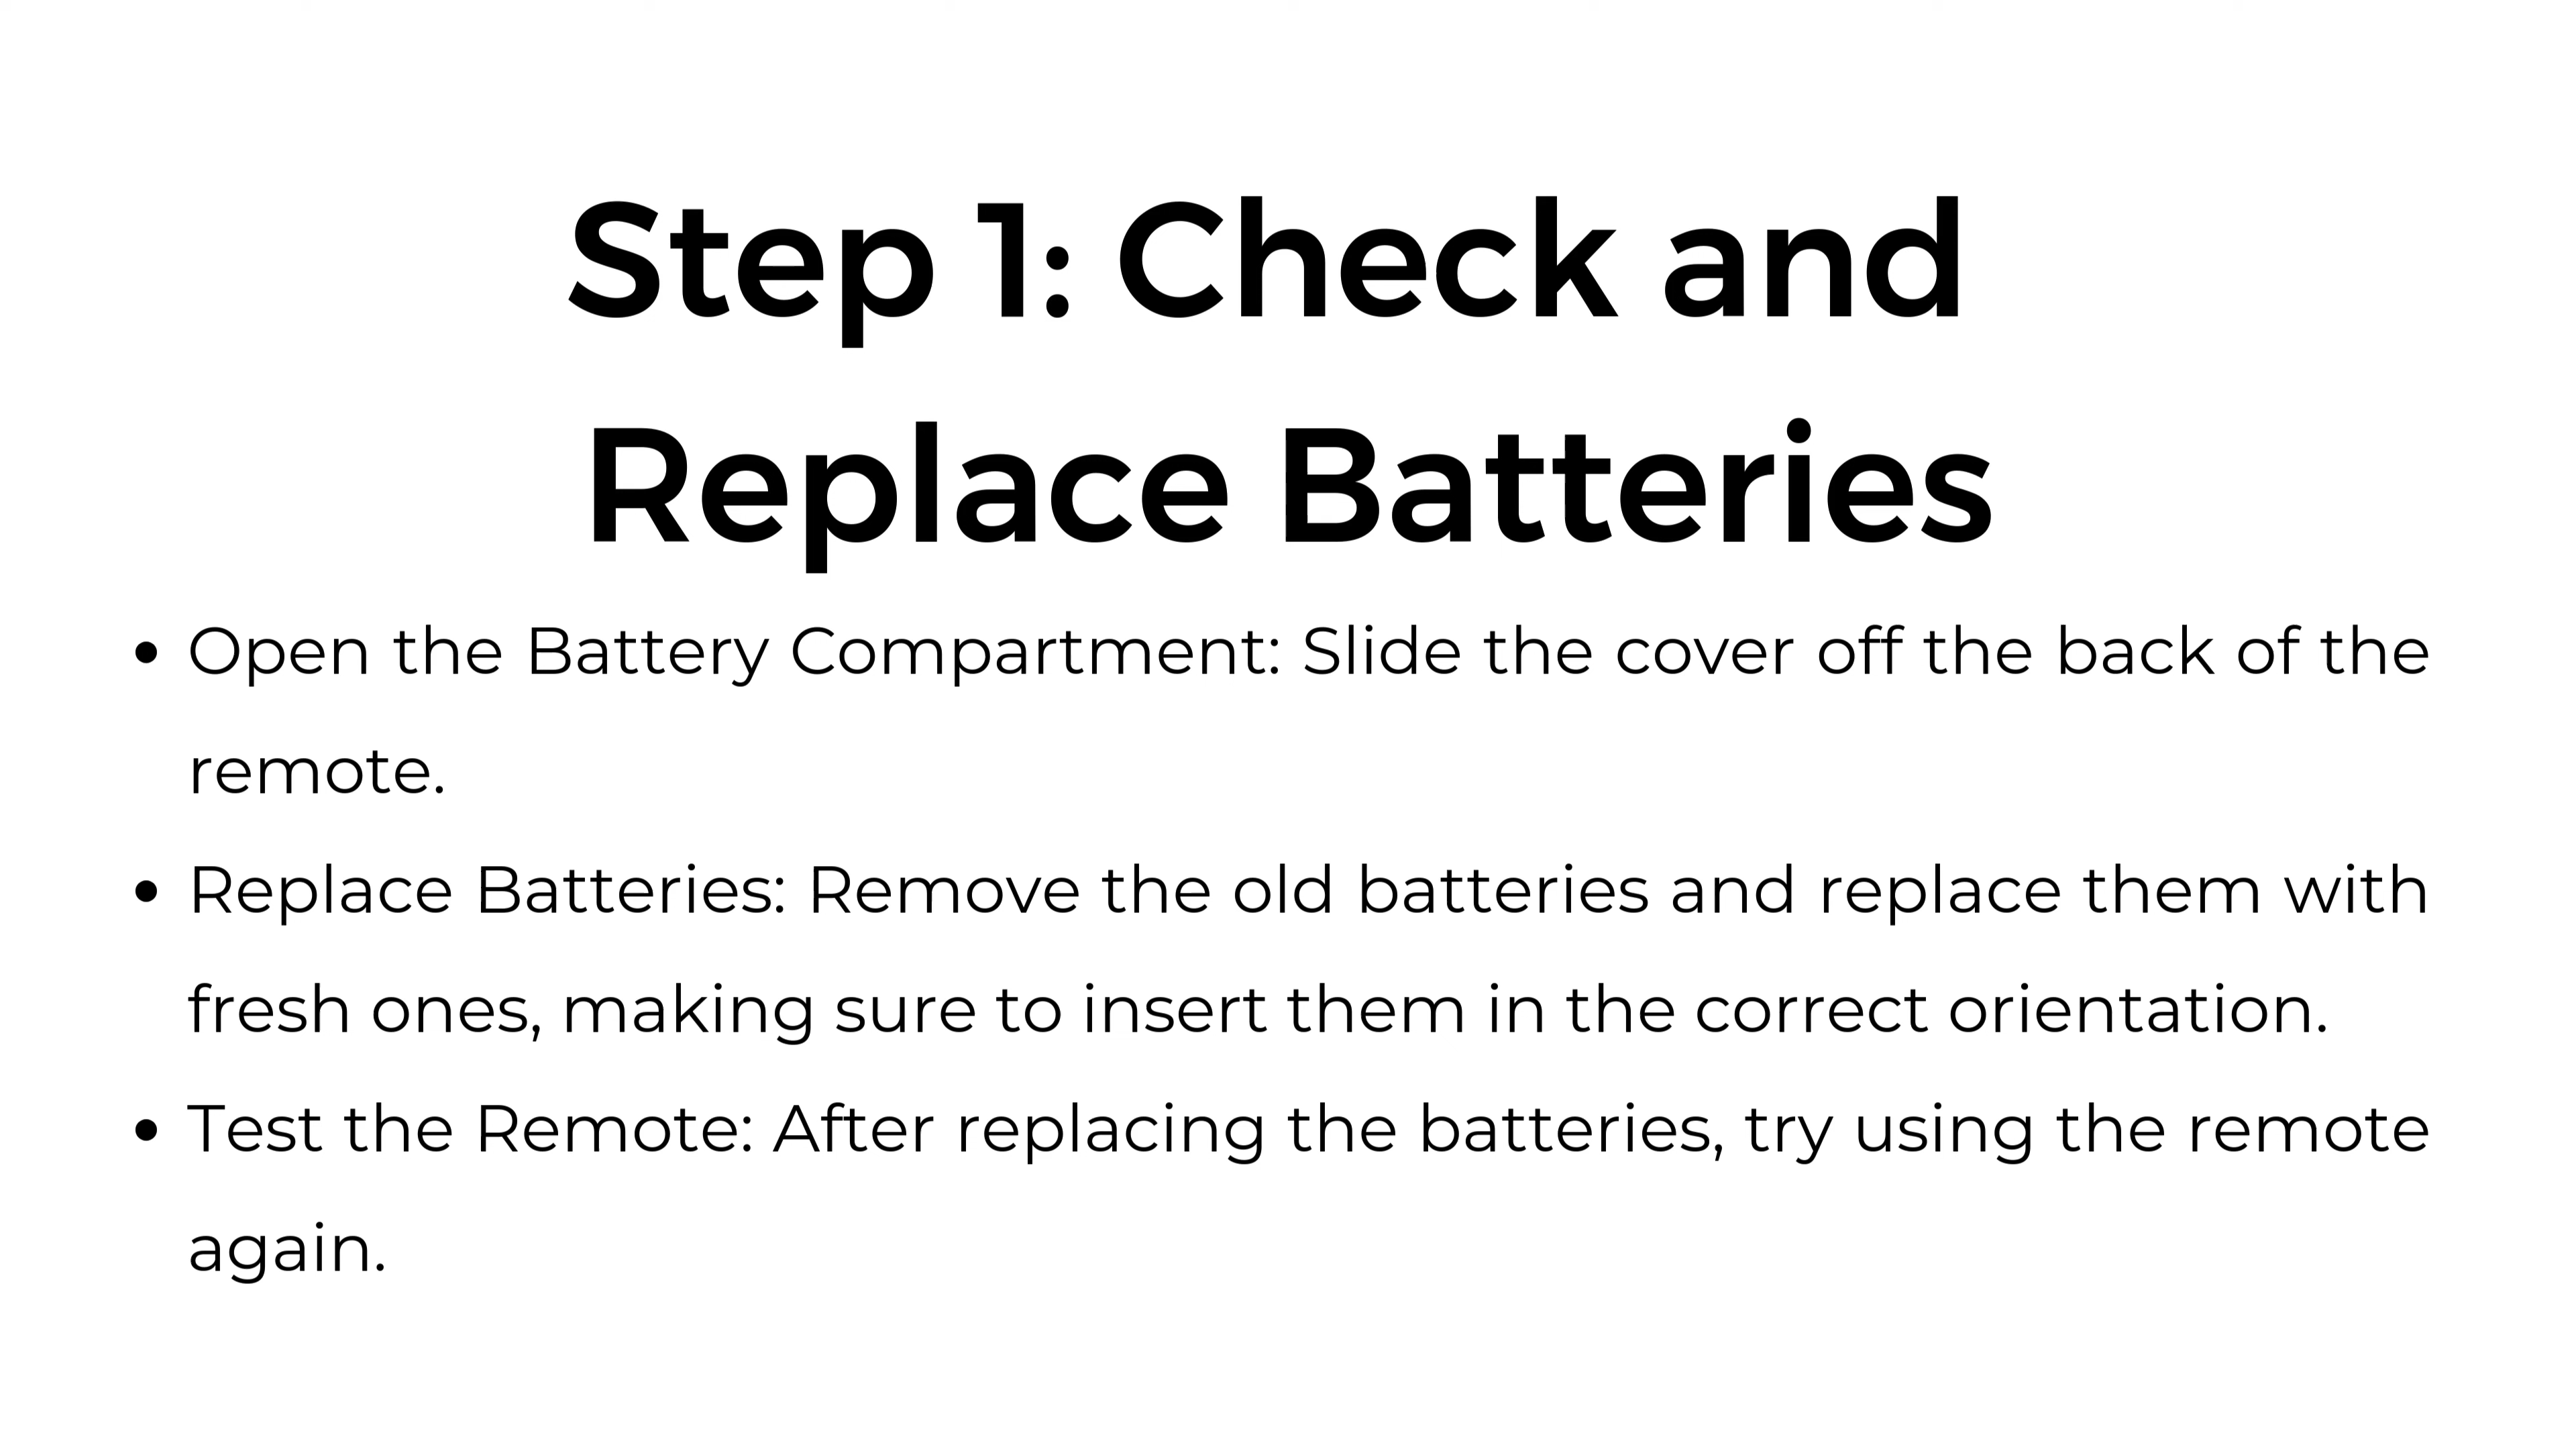 Step 1: Check and
Replace Batteries
• Open the Battery Compartment: Slide the cover off the back of the
remote.
• Replace Batteries: Remove the old batteries and replace them with
fresh ones, making sure to insert them in the correct orientation.
• Test the Remote: After replacing the batteries, try using the remote
again.